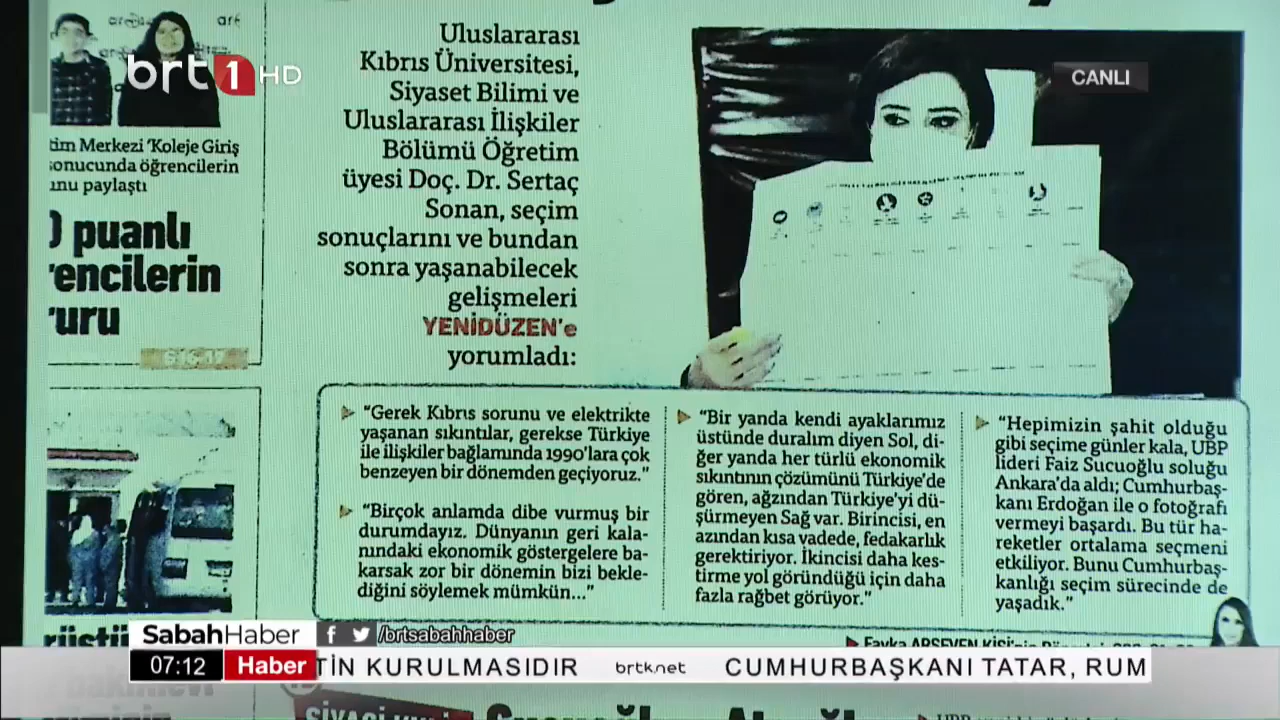 brt 1 HD
CANLI
Uluslararası
Kıbrıs Üniversitesi,
Siyaset Bilimi ve
Uluslararası İlişkiler
Bölümü Öğretim
üyesi Doç. Dr. Sertaç
Sonan, seçim
sonuçlarını ve bundan
sonra yaşanabilecek
gelişmeleri
YENİDÜZEN'e
yorumladı:
tim Merkezi 'Koleje Giriş
sonucunda öğrencilerin
unu paylaştı
0 puanlı
rencilerin
ruru
6 16-17
"Gerek Kıbrıs sorunu ve elektrikte
yaşanan sıkıntılar, gerekse Türkiye
ile ilişkiler bağlamında 1990'lara çok
benzeyen bir dönemden geçiyoruz."
"Birçok anlamda dibe vurmuş bir
durumdayız. Dünyanın geri kala-
nındaki ekonomik göstergelere ba-
karsak zor bir dönemin bizi bekle-
diğini söylemek mümkün..."
"Bir yanda kendi ayaklarımız
üstünde duralım diyen Sol, di-
ğer yanda her türlü ekonomik
sıkıntının çözümünü Türkiye'de
gören, ağzından Türkiye'yi dü-
şürmeyen Sağ var. Birincisi, en
azından kısa vadede, fedakarlık
gerektiriyor. İkincisi daha kes-
tirme yol göründüğü için daha
fazla rağbet görüyor."
"Hepimizin şahit olduğu
gibi seçime günler kala, UBP
lideri Faiz Sucuoğlu soluğu
Ankara'da aldı; Cumhurbaş-
kanı Erdoğan ile o fotoğrafı
vermeyi başardı. Bu tür ha-
reketler ortalama seçmeni
etkiliyor. Bunu Cumhurbaş-
kanlığı seçim sürecinde de
yaşadık."
SabahHaber
/brtsabahhaber
07:12 Haber TİN KURULMASIDIR brtk.net CUMHURBAŞKANI TATAR, RUM